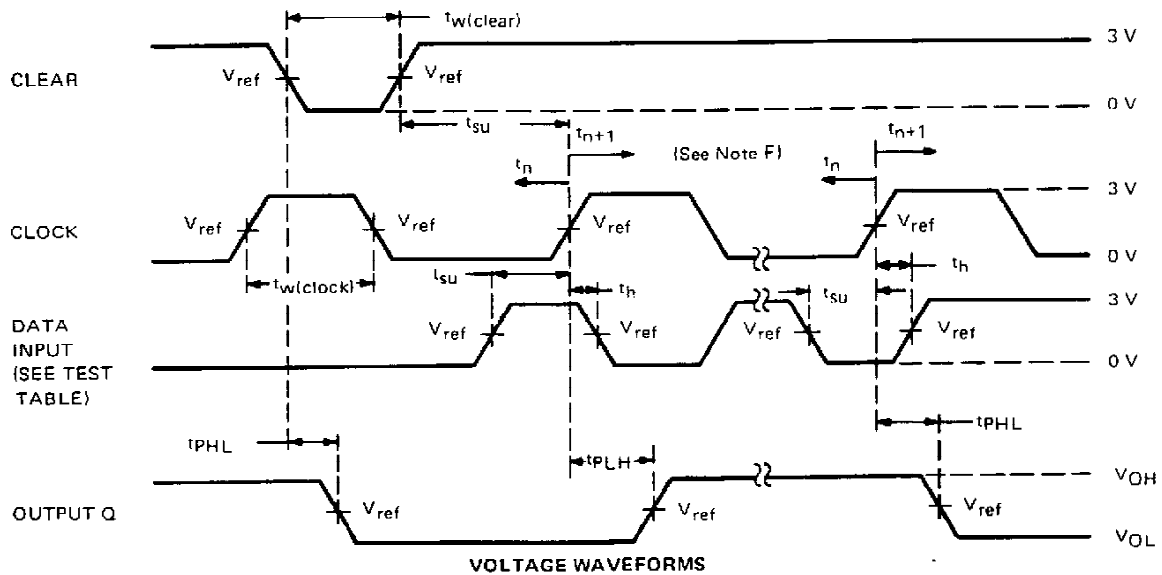 tw(clear)
3 V
CLEAR
Vref
Vref
0 V
tsu
tn+1
(See Note F)
tn+1
tn
tn
3 V
CLOCK
Vref
Vref
Vref
Vref
0 V
tw(clock)
tsu
th
tsu
th
3 V
DATA
INPUT
(SEE TEST
TABLE)
Vref
Vref
Vref
Vref
0 V
tPHL
tPLH
tPHL
VOH
OUTPUT Q
Vref
Vref
Vref
VOL
VOLTAGE WAVEFORMS